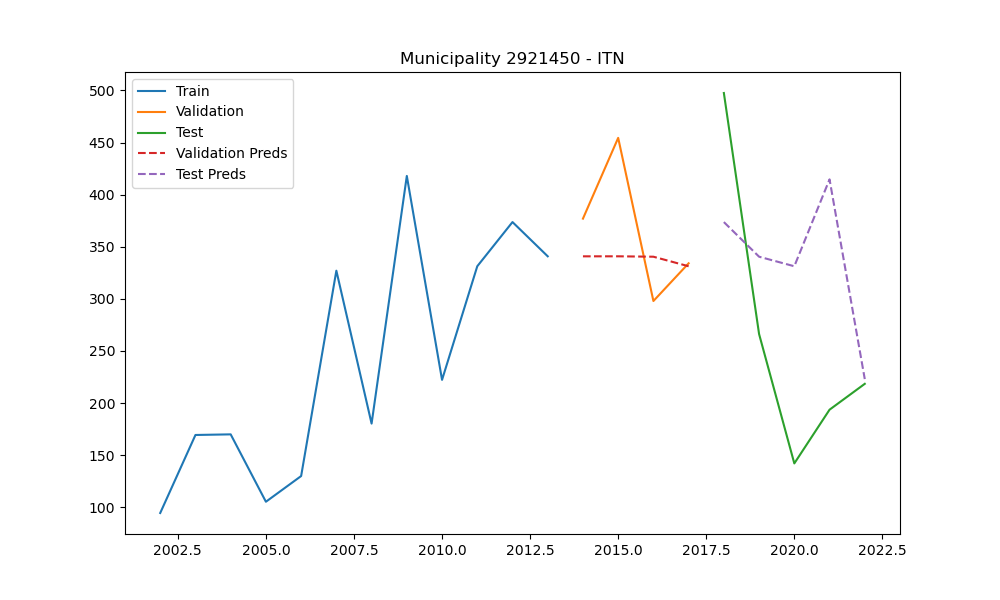 Municipality 2921450 - ITN
Train
Validation
Test
Validation Preds
Test Preds
500
450
400
350
300
250
200
150
100
2002.5 2005.0 2007.5 2010.0 2012.5 2015.0 2017.5 2020.0 2022.5